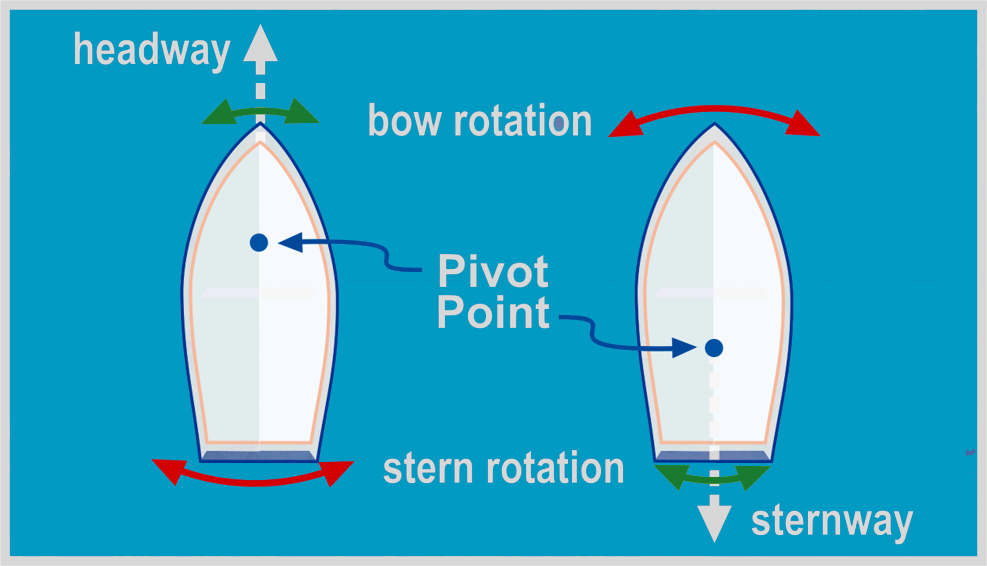 headway
bow rotation
Pivot
Point
stern rotation
sternway